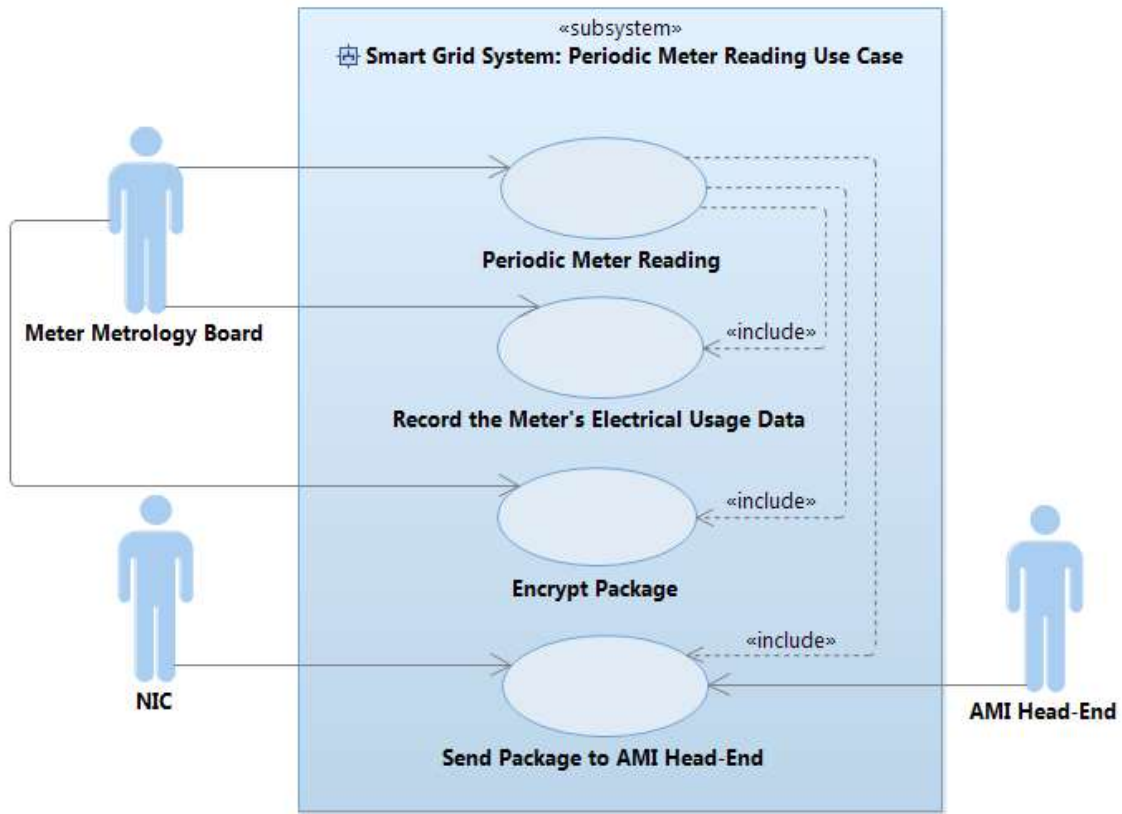 «subsystem»
Smart Grid System: Periodic Meter Reading Use Case
Periodic Meter Reading
Meter Metrology Board
«include»
Record the Meter's Electrical Usage Data
«include»
Encrypt Package
«include»
NIC
AMI Head-End
Send Package to AMI Head-End